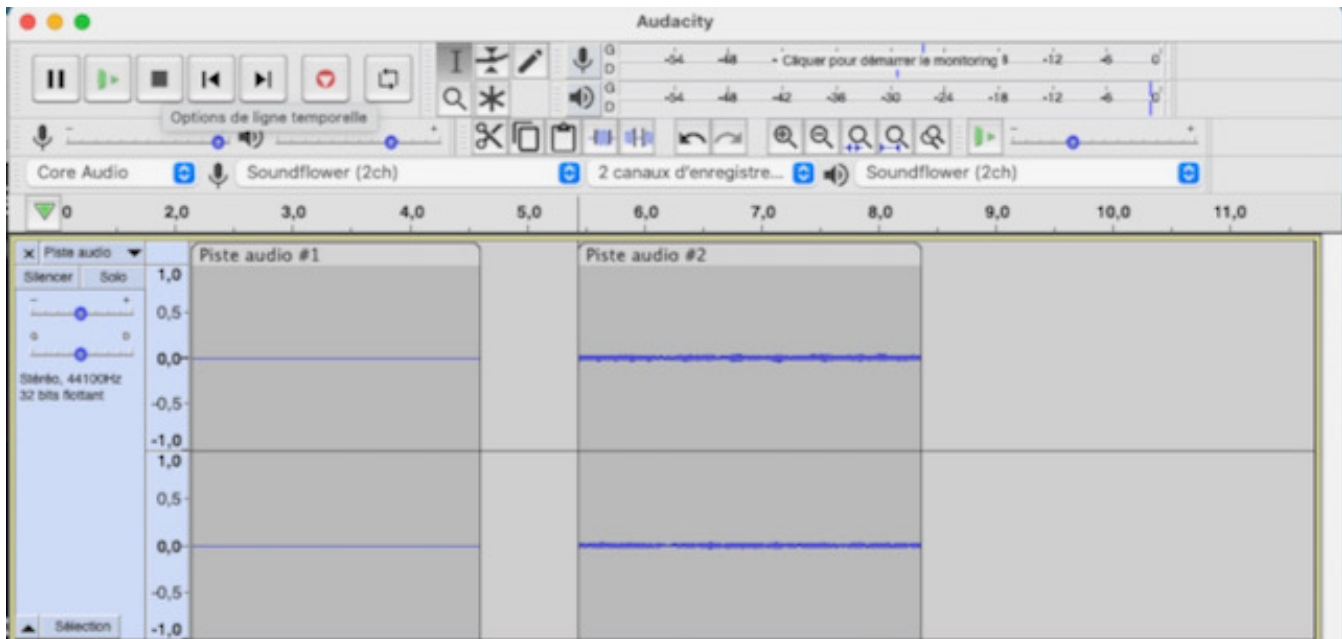 Audacity
G
D
-54 -48 - Cliquer pour démarrer le monitoring -12 -6 0
G
D
-54 -48 -42 -36 -30 -24 -18 -12 -6 0
Options de ligne temporelle
- +
- +
- +
Core Audio Soundflower (2ch) 2 canaux d'enregistre... Soundflower (2ch)
0 2,0 3,0 4,0 5,0 6,0 7,0 8,0 9,0 10,0 11,0
x Piste audio Piste audio #1 Piste audio #2
Silencer Solo 1,0
- +
0,5
G D
0,0
Stéréo, 44100Hz
32 bits flottant
-0,5
-1,0
1,0
0,5
0,0
-0,5
Sélection -1,0